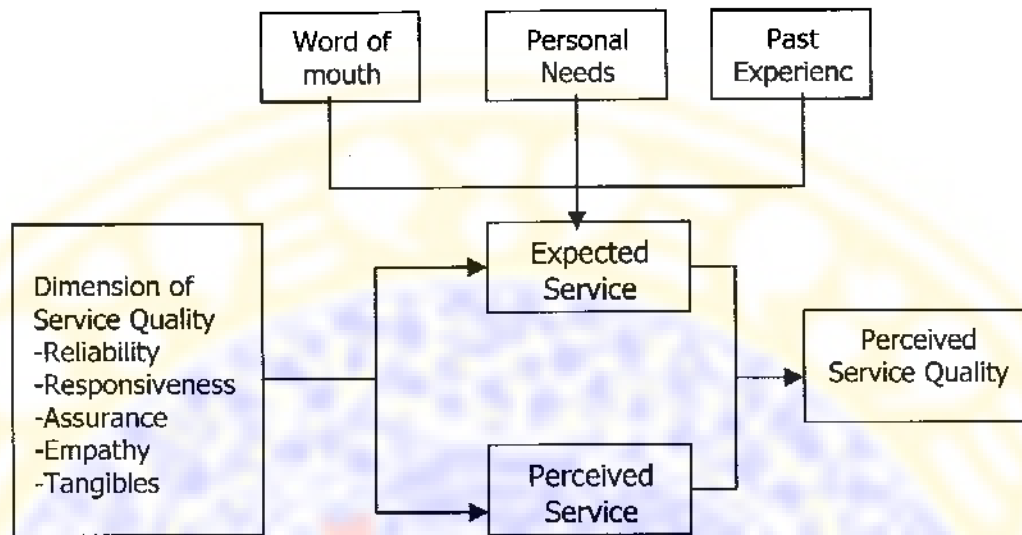 Word of
mouth
Personal
Needs
Past
Experienc
Dimension of
Service Quality
-Reliability
-Responsiveness
-Assurance
-Empathy
-Tangibles
Expected
Service
Perceived
Service
Perceived
Service Quality